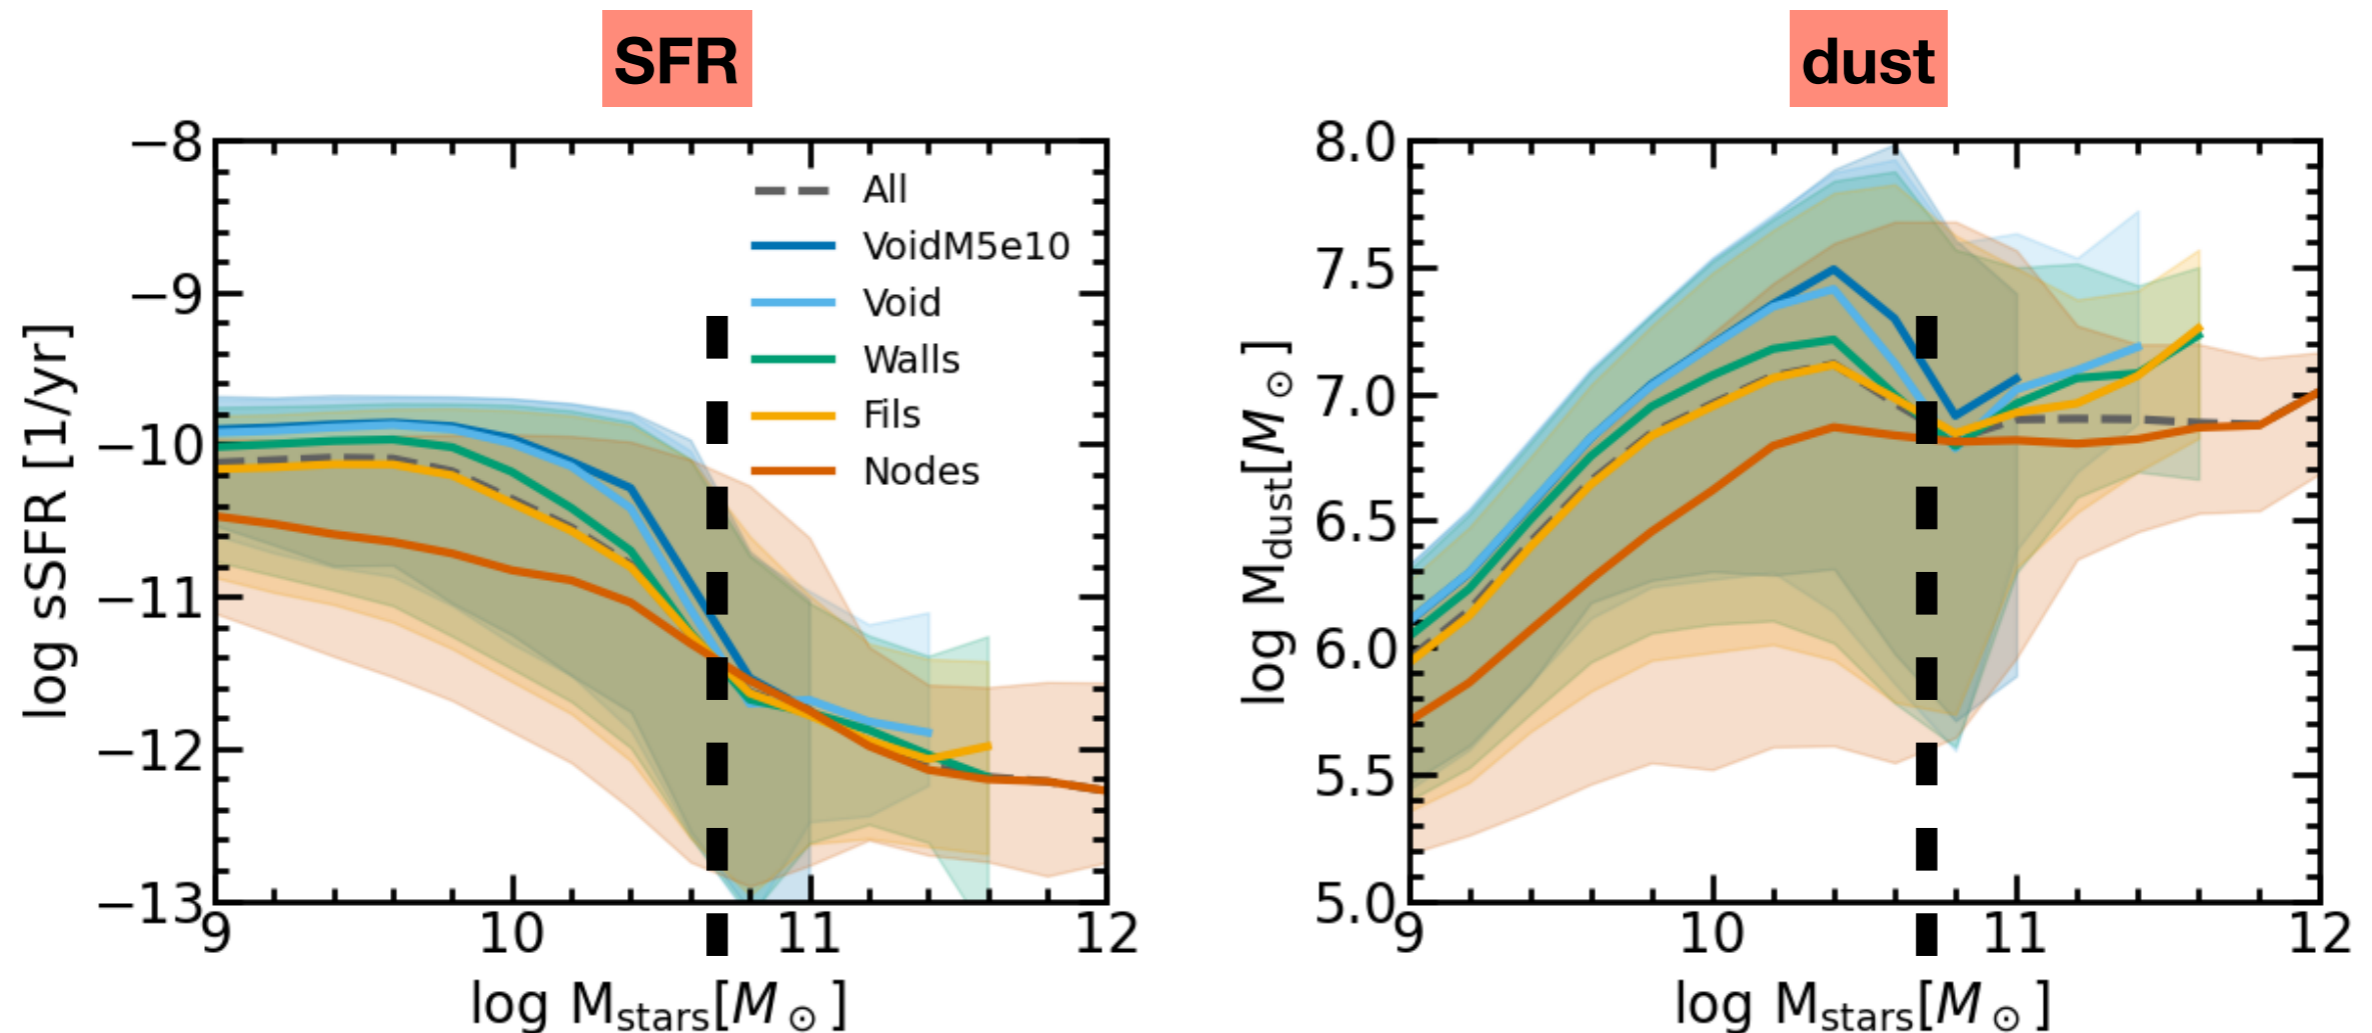 SFR
dust
−8
−9
−10
−11
−12
−13
log sSFR [1/yr]
All
VoidM5e10
Void
Walls
Fils
Nodes
9
10
11
12
log Mstars[M⊙]
8.0
7.5
7.0
6.5
6.0
5.5
5.0
log Mdust[M⊙]
9
10
11
12
log Mstars[M⊙]